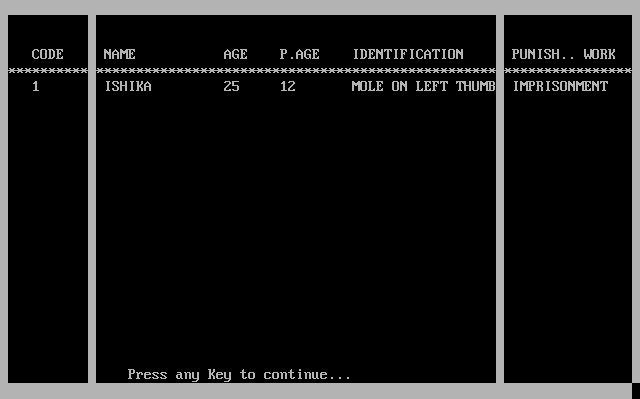 CODE NAME AGE P.AGE IDENTIFICATION PUNISH.. WORK
×××××××××××××××××××××××××××××××××××××××××××××××××××××××××××××××××××××××××××
1 ISHIKA 25 12 MOLE ON LEFT THUMB IMPRISONMENT
Press any Key to continue...